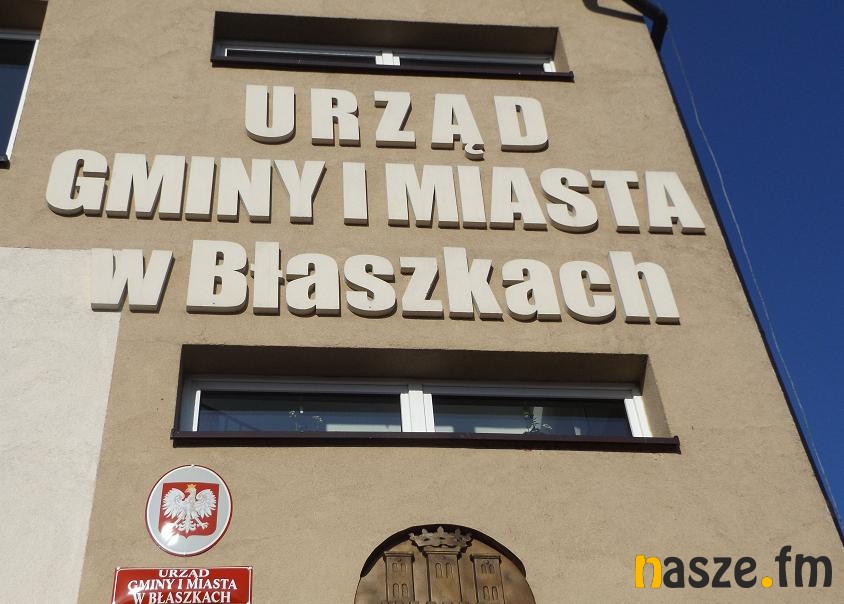 URZĄD
GMINY I MIASTA
w Błaszkach
URZĄD
GMINY I MIASTA
W BŁASZKACH
nasze.fm